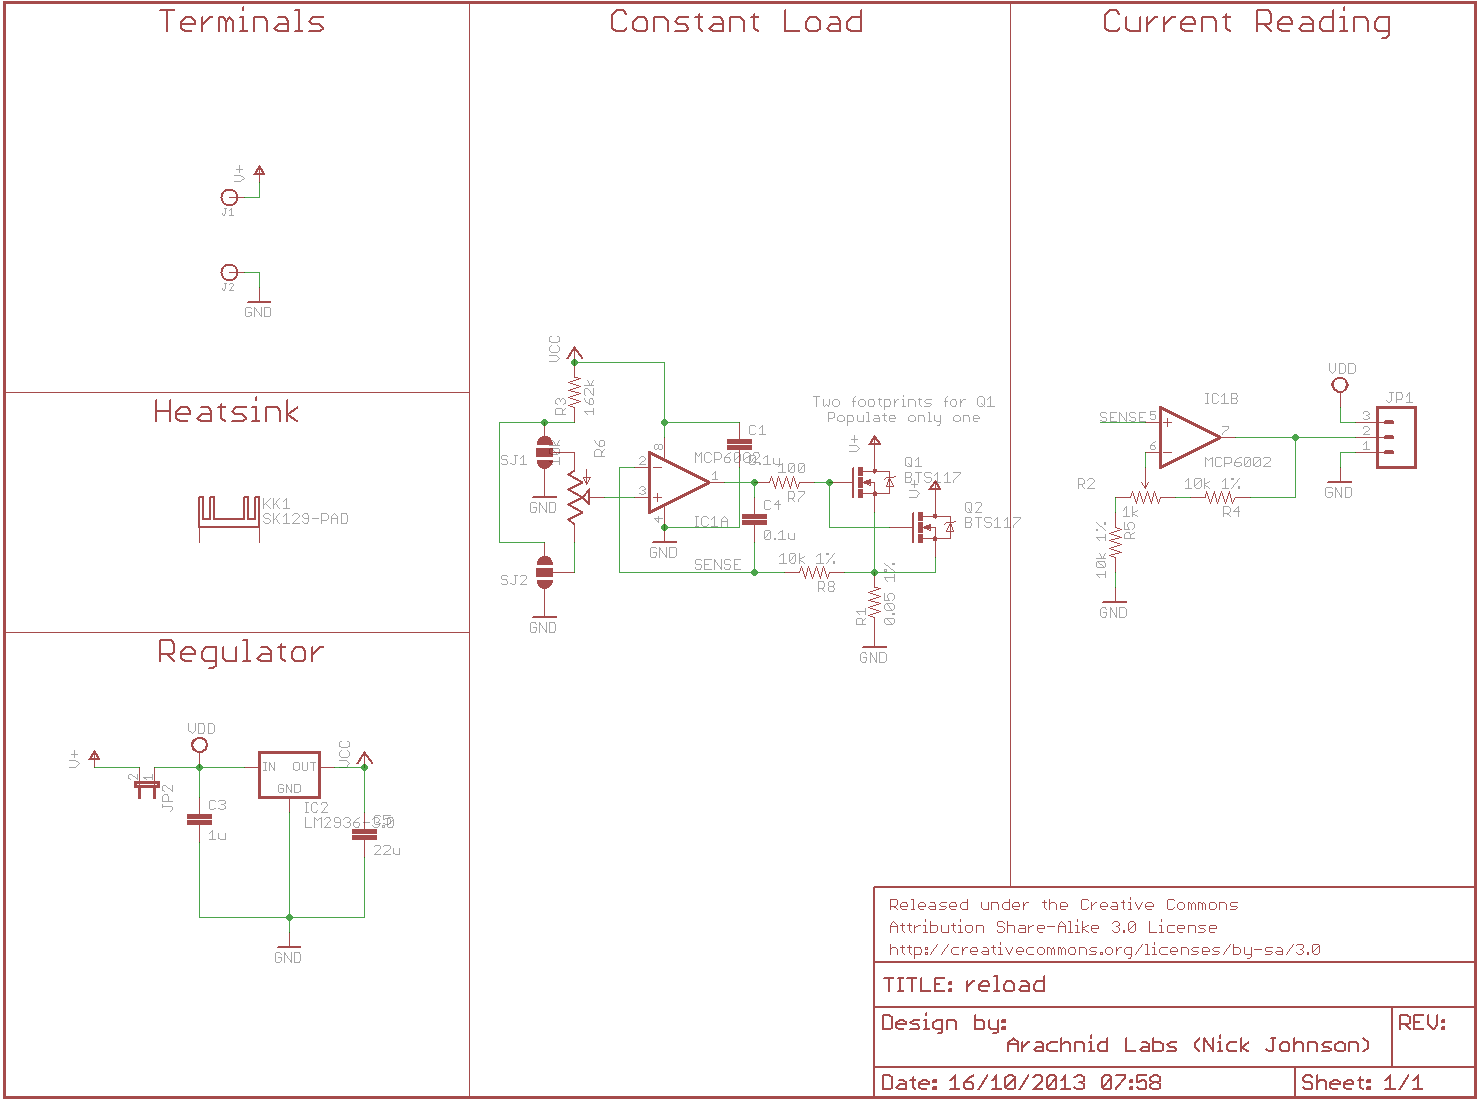 Terminals
V+
J1
J2
GND
Heatsink
KK1
SK129-PAD
Regulator
VDD
V+
2
1
JP2
C3
1u
IN OUT
GND
IC2
LM2936-3.0
VCC
C5
22u
GND
Constant Load
VCC
R3
162k
SJ1
10k
R6
GND
SJ2
GND
2
3
8
4
1
MCP6002
IC1A
GND
C1
0.1u
C4
0.1u
100
R7
SENSE
10k 1%
R8
Two footprints for Q1
Populate only one
V+
Q1
BTS117
V+
Q2
BTS117
R1
0.05 1%
GND
Current Reading
SENSE
5
6
7
IC1B
MCP6002
R2
1k
10k 1%
R4
10k 1%
R5
GND
VDD
JP1
3
2
1
GND
Released under the Creative Commons
Attribution Share-Alike 3.0 License
http://creativecommons.org/licenses/by-sa/3.0
TITLE: reload
Design by:
Arachnid Labs (Nick Johnson)
REV:
Date: 16/10/2013 07:58
Sheet: 1/1